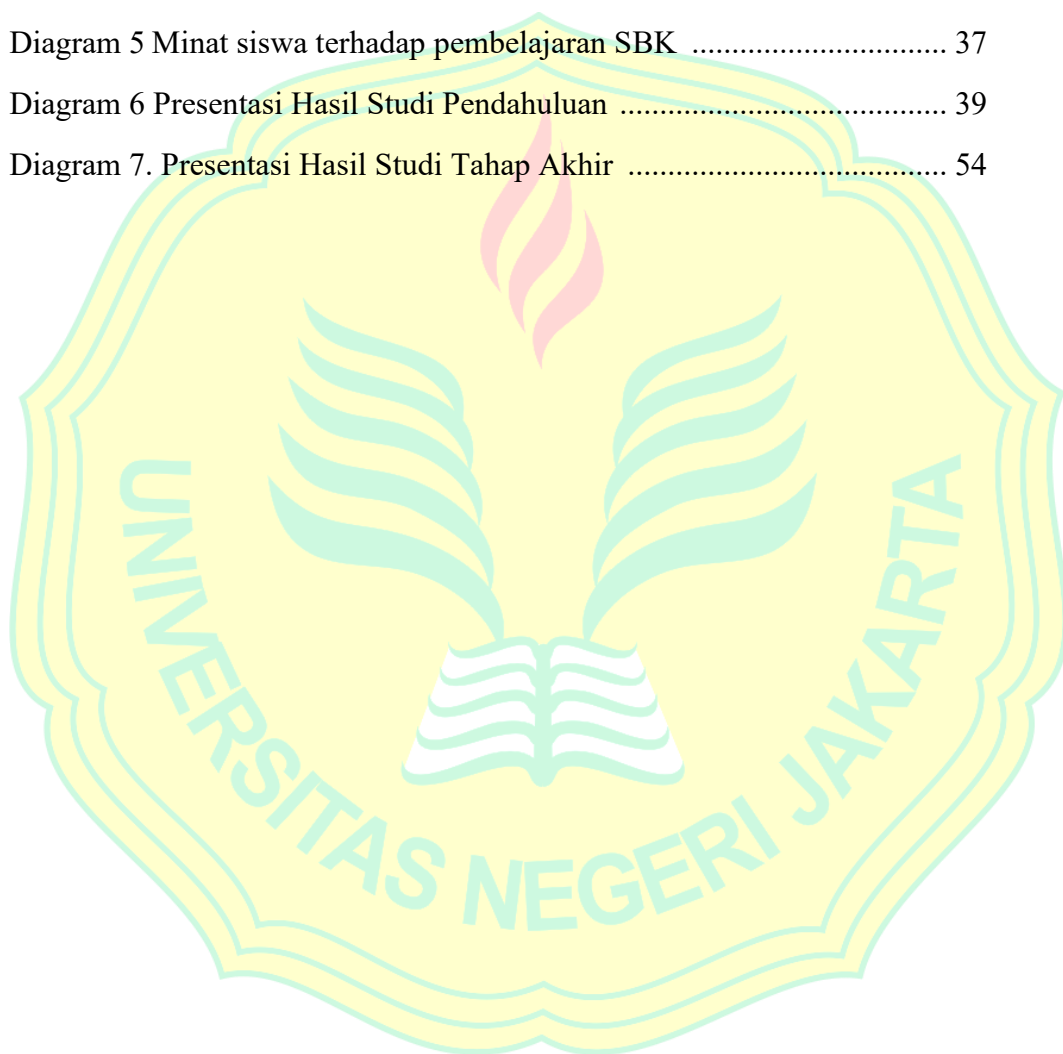 Diagram 5 Minat siswa terhadap pembelajaran SBK ................................ 37
Diagram 6 Presentasi Hasil Studi Pendahuluan ......................................... 39
Diagram 7. Presentasi Hasil Studi Tahap Akhir ........................................ 54
UNIVERSITAS NEGERI JAKARTA